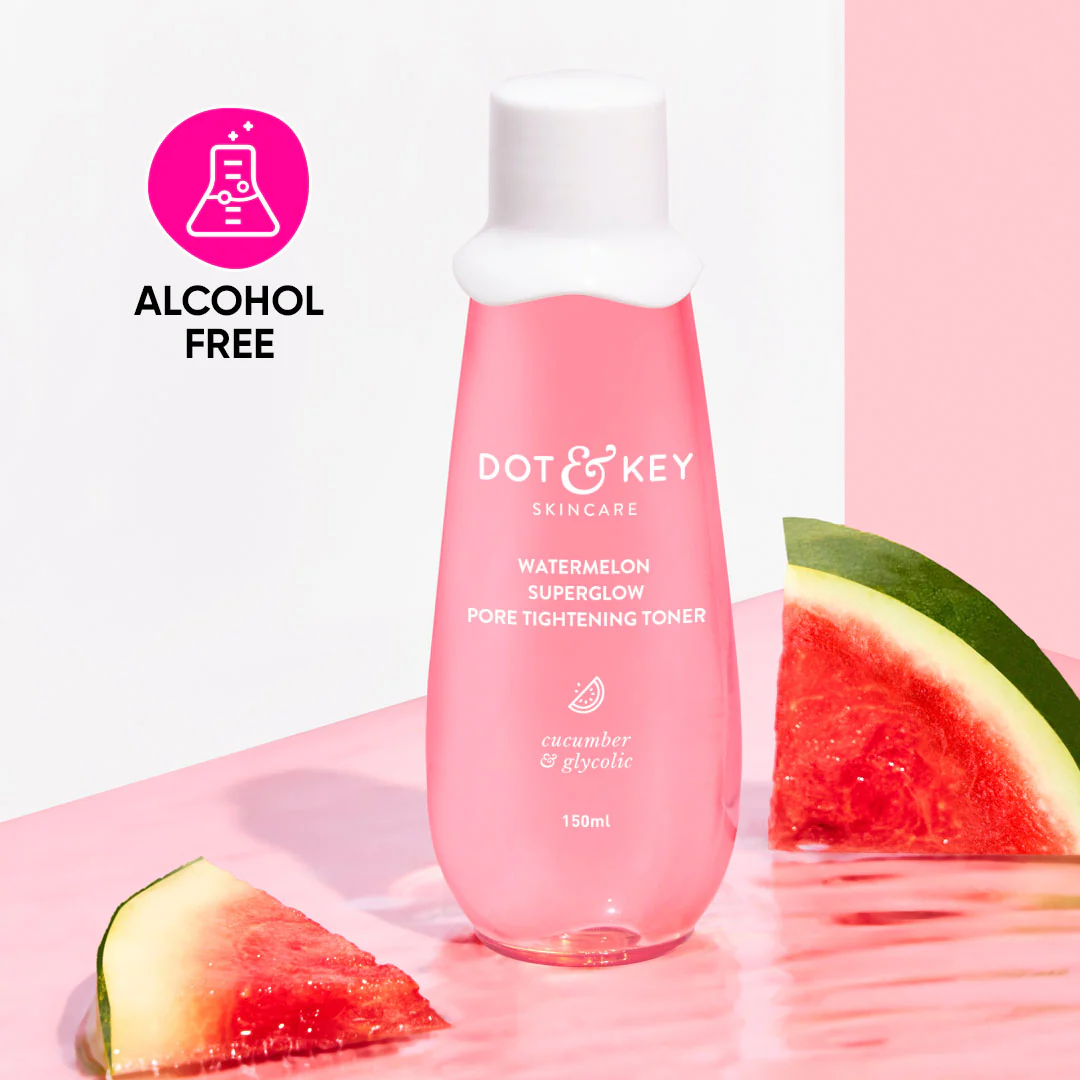 ALCOHOL
FREE
DOT & KEY
SKINCARE
WATERMELON
SUPERGLOW
PORE TIGHTENING TONER
cucumber
& glycolic
150ml